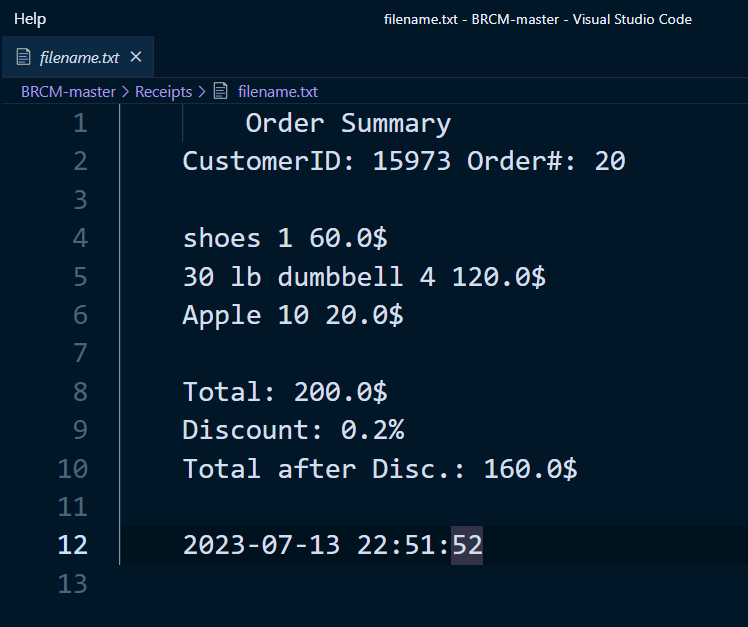 Help
filename.txt - BRCM-master - Visual Studio Code
filename.txt ×
BRCM-master > Receipts > filename.txt
1 Order Summary
2 CustomerID: 15973 Order#: 20
3
4 shoes 1 60.0$
5 30 lb dumbbell 4 120.0$
6 Apple 10 20.0$
7
8 Total: 200.0$
9 Discount: 0.2%
10 Total after Disc.: 160.0$
11
12 2023-07-13 22:51:52
13